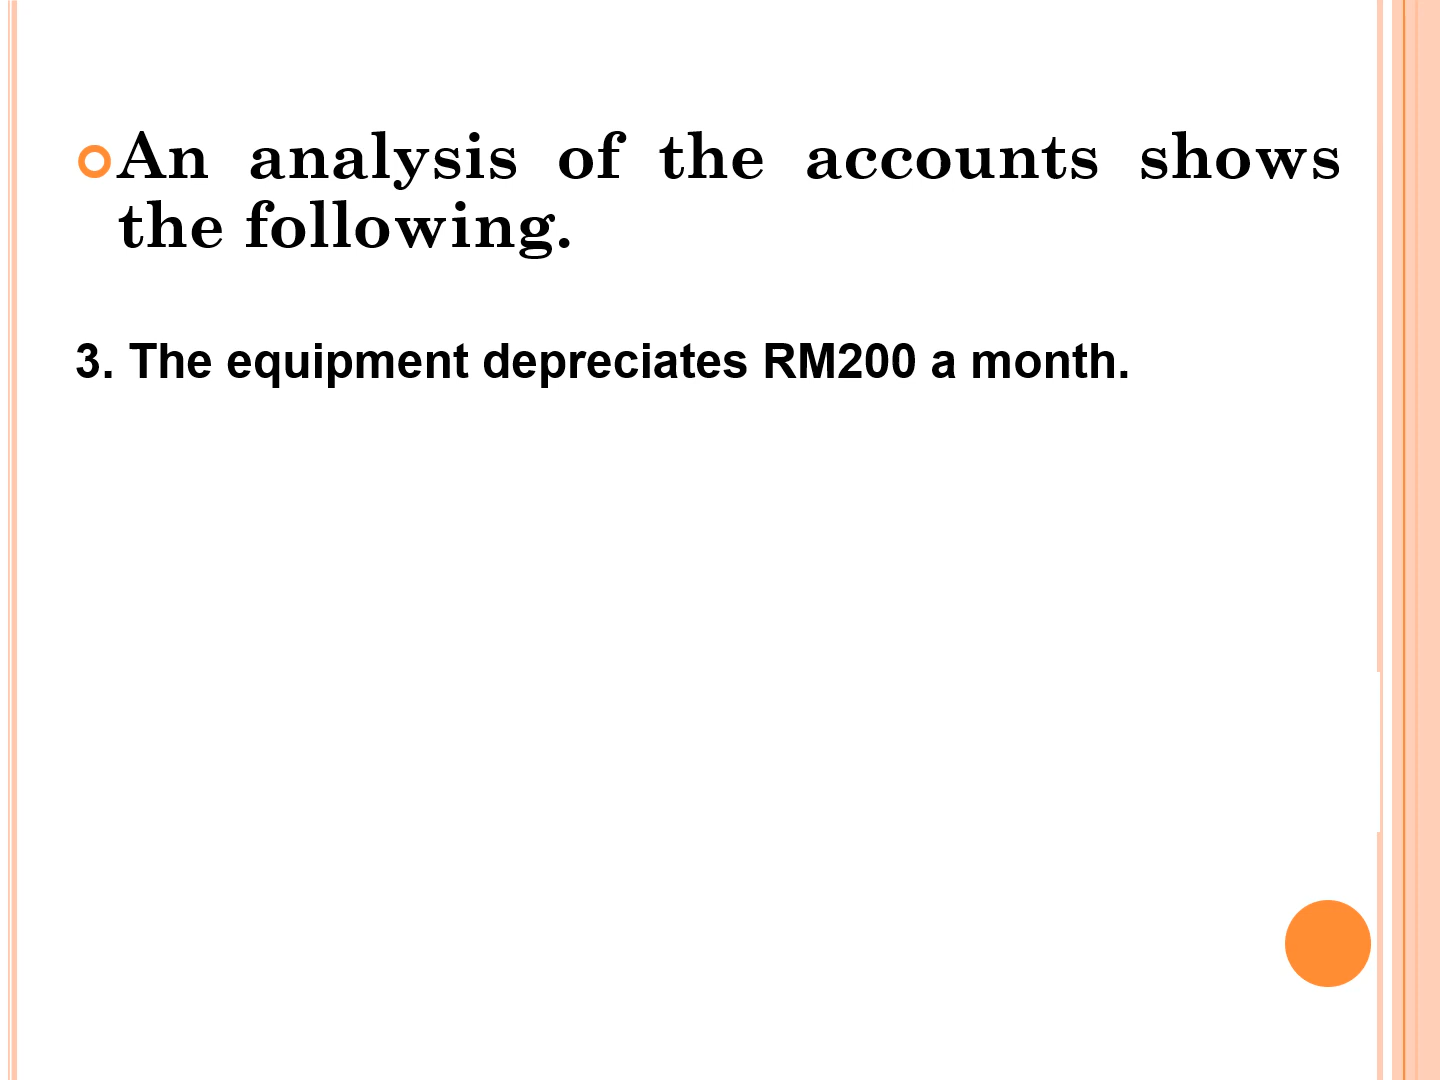 An analysis of the accounts shows
the following.
3. The equipment depreciates RM200 a month.